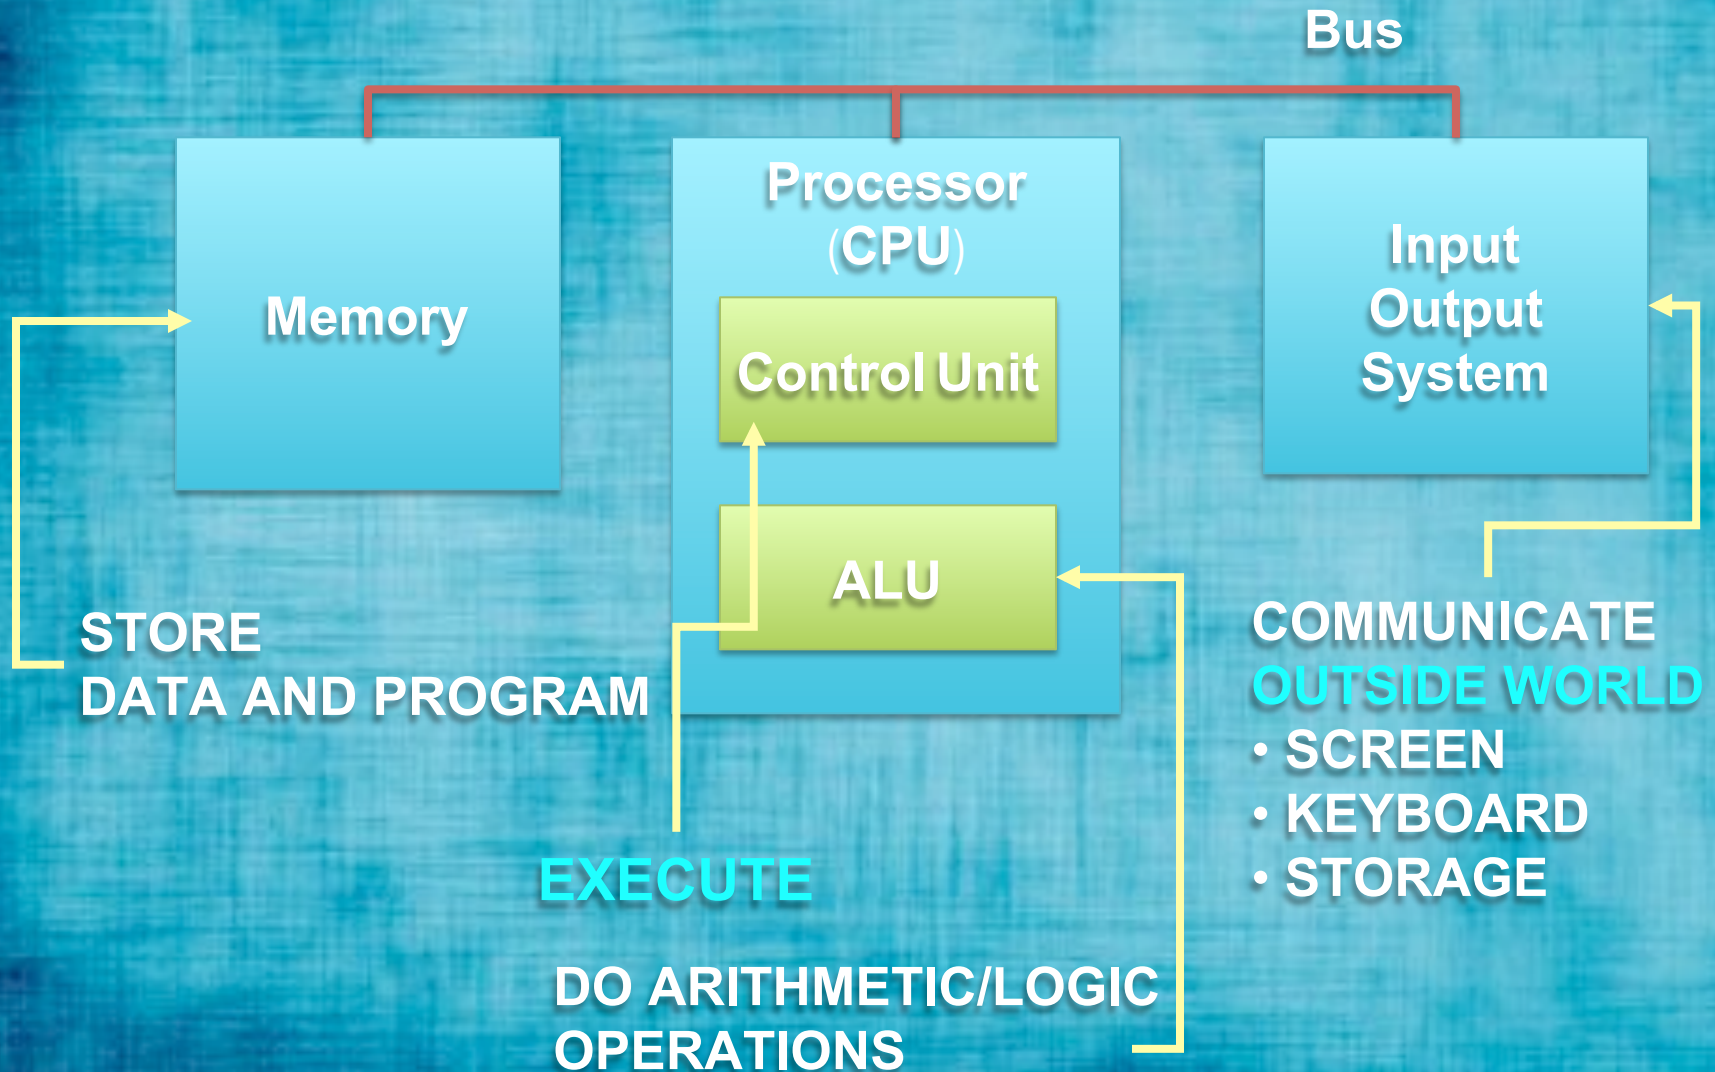 Bus
Memory
Processor
(CPU)
Control Unit
ALU
Input
Output
System
STORE
DATA AND PROGRAM
EXECUTE
DO ARITHMETIC/LOGIC
OPERATIONS
COMMUNICATE
OUTSIDE WORLD
• SCREEN
• KEYBOARD
• STORAGE